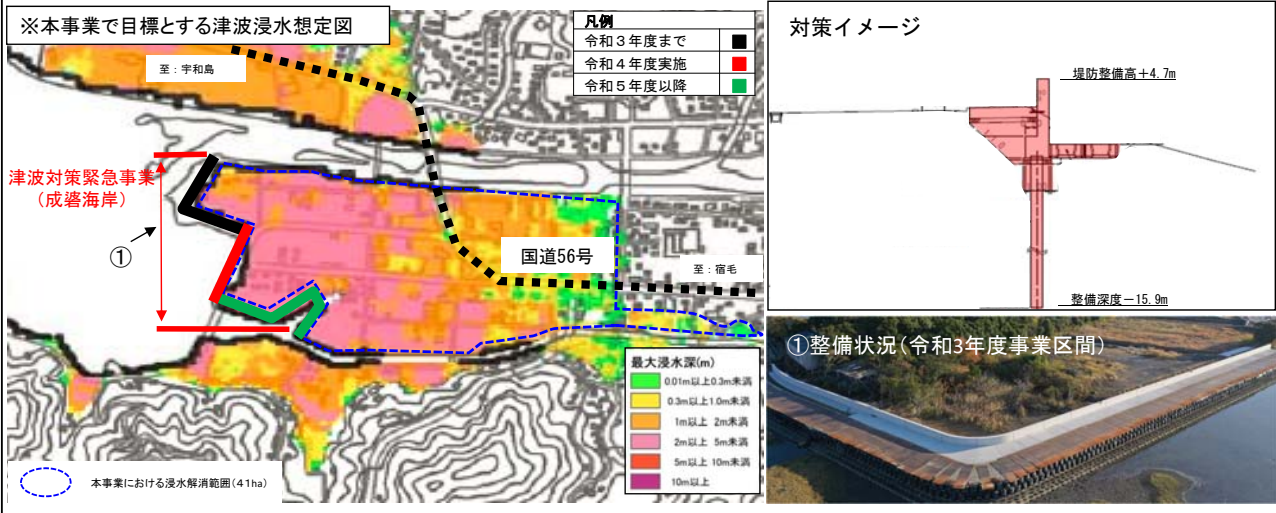 ※本事業で目標とする津波浸水想定図
凡例
令和３年度まで
令和４年度実施
令和５年度以降
至：宇和島
津波対策緊急事業
（成碆海岸）
①
国道56号
至：宿毛
最大浸水深(m)
0.01m以上0.3m未満
0.3m以上1.0m未満
1m以上 2m未満
2m以上 5m未満
5m以上 10m未満
10m以上
本事業における浸水解消範囲（４１ha）
対策イメージ
堤防整備高＋4.7m
整備深度－15.9m
①整備状況（令和3年度事業区間）